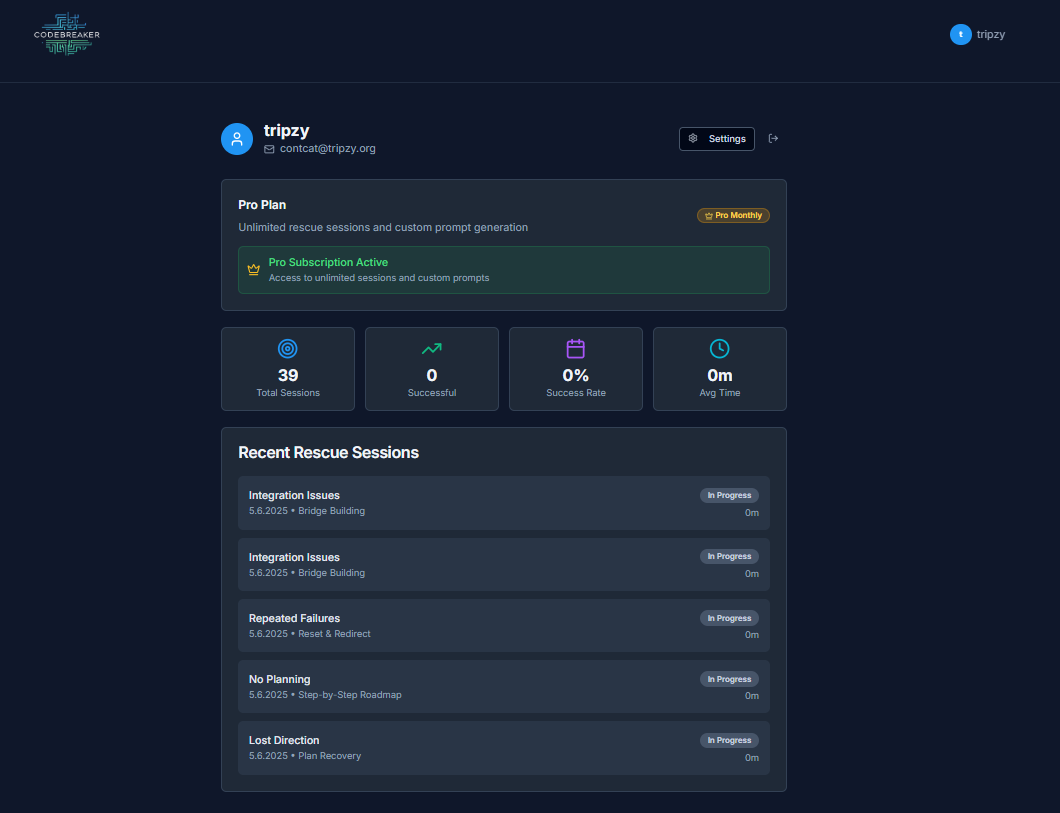 CODEBREAKER
t tripzy
tripzy
contcat@tripzy.org
Settings
Pro Plan
Unlimited rescue sessions and custom prompt generation
Pro Monthly
Pro Subscription Active
Access to unlimited sessions and custom prompts
39
Total Sessions
0
Successful
0%
Success Rate
0m
Avg Time
Recent Rescue Sessions
Integration Issues
5.6.2025 • Bridge Building
In Progress
0m
Integration Issues
5.6.2025 • Bridge Building
In Progress
0m
Repeated Failures
5.6.2025 • Reset & Redirect
In Progress
0m
No Planning
5.6.2025 • Step-by-Step Roadmap
In Progress
0m
Lost Direction
5.6.2025 • Plan Recovery
In Progress
0m